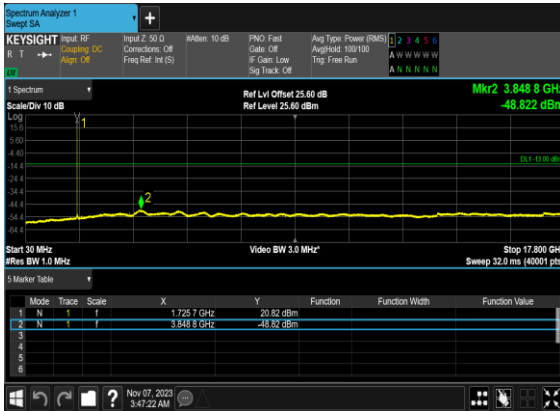 Spectrum Analyzer 1
Swept SA
+
KEYSIGHT Input: RF Input Z: 50 Ω #Atten: 10 dB PNO: Fast Avg Type: Power (RMS) 1 2 3 4 5 6
R T Coupling: DC Corrections: Off Gate: Off Avg|Hold: 100/100 A W W W W W
Align: Off Freq Ref: Int (S) IF Gain: Low Trig: Free Run
Sig Track: Off A N N N N N
1 Spectrum Ref Lvl Offset 25.60 dB Mkr2 3.848 8 GHz
Scale/Div 10 dB Ref Level 25.60 dBm -48.822 dBm
Log
15.6
5.60
-4.40
-14.4
-24.4
-34.4
-44.4
-54.4
-64.4
1
2
DL1 -13.00 dBm
Start 30 MHz Video BW 3.0 MHz* Stop 17.800 GHz
#Res BW 1.0 MHz Sweep 32.0 ms (40001 pts)
5 Marker Table
Mode Trace Scale X Y Function Function Width Function Value
1 N 1 f 1.725 7 GHz 20.82 dBm
2 N 1 f 3.848 8 GHz -48.82 dBm
3
4
5
6
? Nov 07, 2023
3:47:22 AM